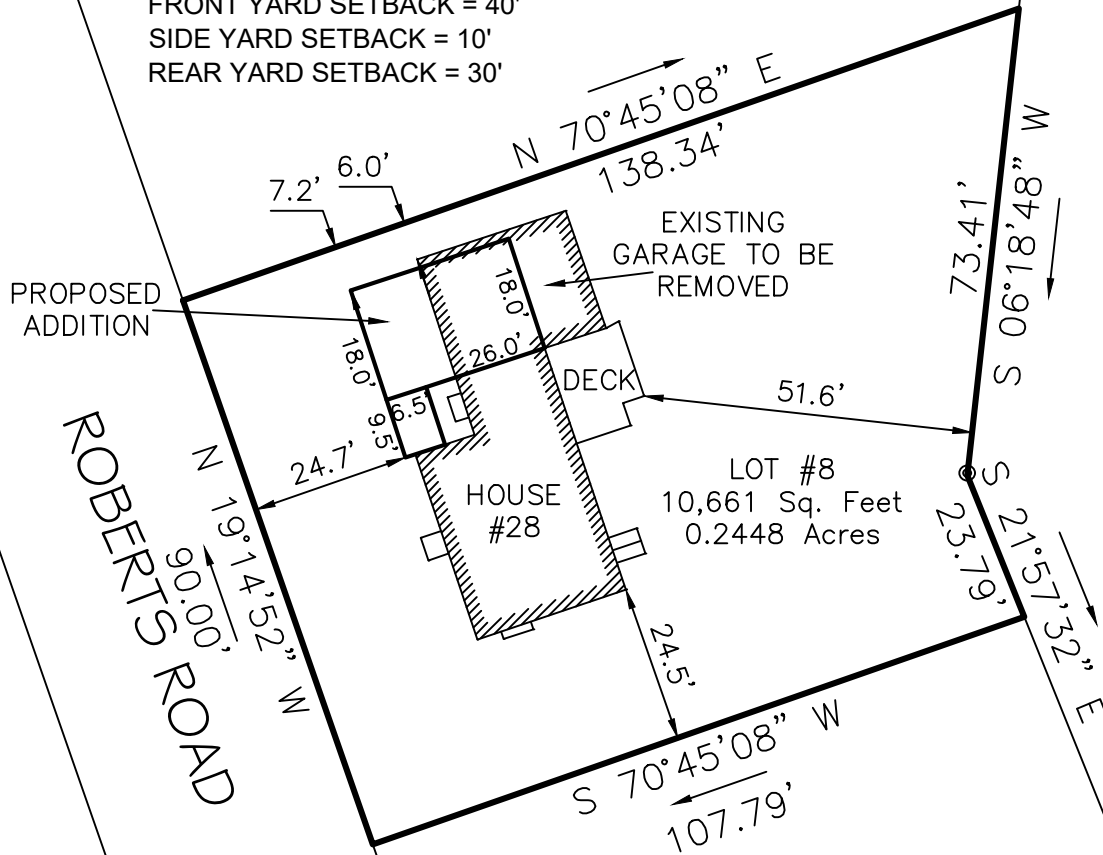 FRONT YARD SETBACK = 40'
SIDE YARD SETBACK = 10'
REAR YARD SETBACK = 30'
N 70°45'08" E
138.34'
7.2'
6.0'
EXISTING
GARAGE TO BE
REMOVED
73.41'
S 06°18'48" W
PROPOSED
ADDITION
18.0'
18.0'
26.0'
6.5'
9.5'
DECK
51.6'
24.7'
HOUSE
#28
LOT #8
10,661 Sq. Feet
0.2448 Acres
N 19°14'52" W
90.00'
ROBERTS ROAD
S 21°57'32" E
23.79'
24.5'
S 70°45'08" W
107.79'